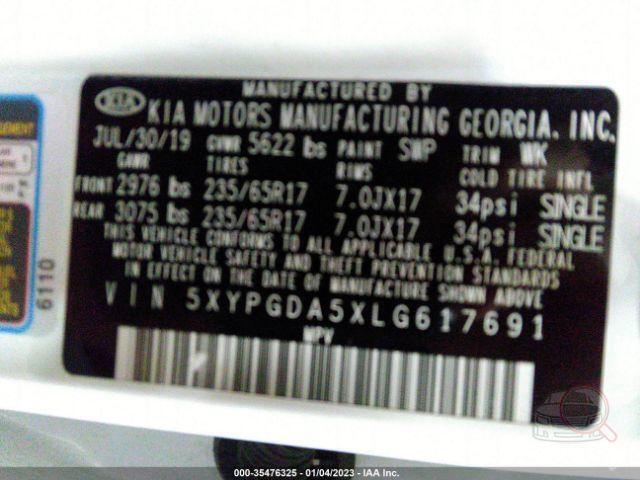 MANUFACTURED BY
KIA KIA MOTORS MANUFACTURING GEORGIA, INC.
JUL/30/19 GVWR 5622 lbs PAINT SWP TRIM WK
GAWR TIRES RIMS COLD TIRE INFL
FRONT 2976 lbs 235/65R17 7.0JX17 34psi SINGLE
REAR 3075 lbs 235/65R17 7.0JX17 34psi SINGLE
THIS VEHICLE CONFORMS TO ALL APPLICABLE U.S.A. FEDERAL
MOTOR VEHICLE SAFETY AND THEFT PREVENTION STANDARDS
IN EFFECT ON THE DATE OF MANUFACTURE SHOWN ABOVE
VIN 5XYPGDA5XLG617691
MPV
6110
000-35476325 - 01/04/2023 - IAA Inc.